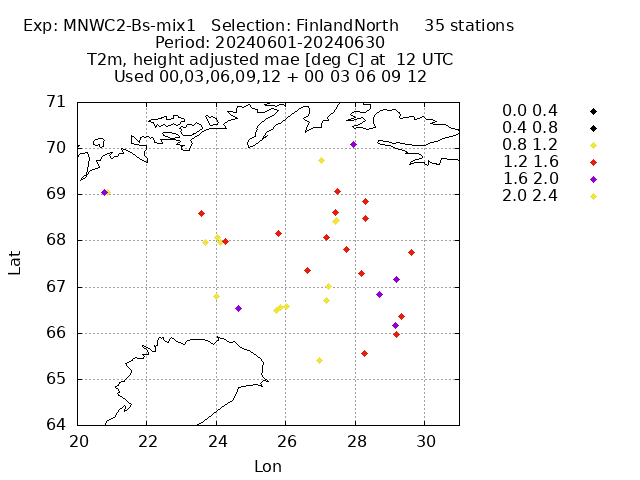 Exp: MNWC2-Bs-mix1 Selection: FinlandNorth 35 stations
Period: 20240601-20240630
T2m, height adjusted mae [deg C] at 12 UTC
Used 00,03,06,09,12 + 00 03 06 09 12
71
70
69
68
67
66
65
64
Lat
20 22 24 26 28 30
Lon
0.0 0.4
0.4 0.8
0.8 1.2
1.2 1.6
1.6 2.0
2.0 2.4